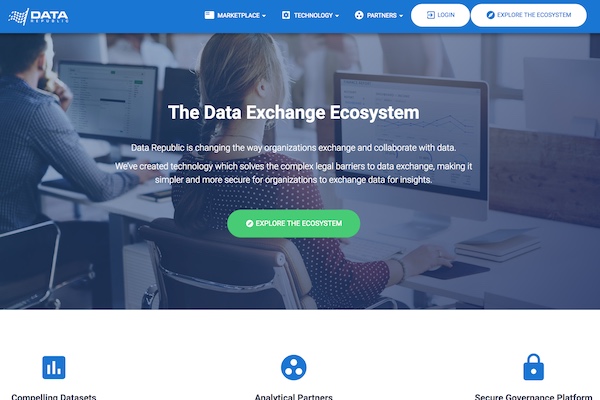 DATA
REPUBLIC
MARKETPLACE
TECHNOLOGY
PARTNERS
LOGIN
EXPLORE THE ECOSYSTEM
The Data Exchange Ecosystem
Data Republic is changing the way organizations exchange and collaborate with data.
We've created technology which solves the complex legal barriers to data exchange, making it
simpler and more secure for organizations to exchange data for insights.
EXPLORE THE ECOSYSTEM
Compelling Datasets
Analytical Partners
Secure Governance Platform